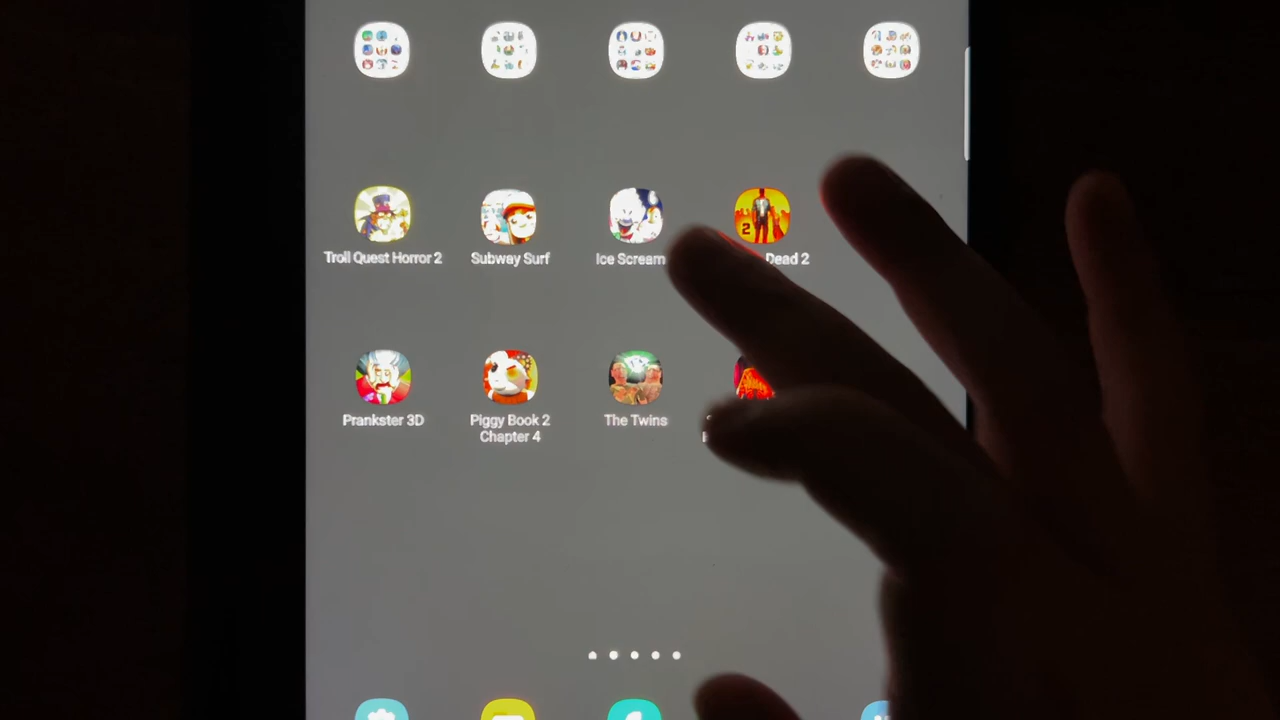 Troll Quest Horror 2
Subway Surf
Ice Scream
Dead 2
2
Prankster 3D
Piggy Book 2
Chapter 4
The Twins